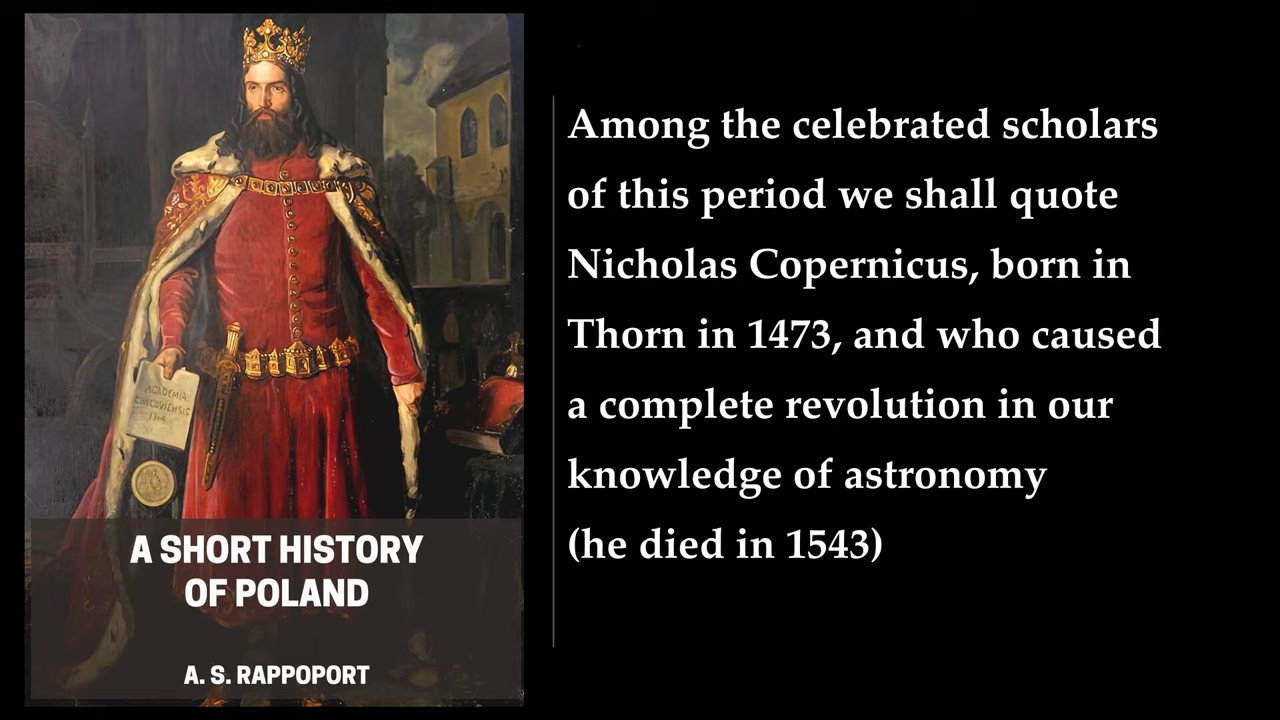 ACADEMIA
A SHORT HISTORY
OF POLAND
A. S. RAPPOPORT
Among the celebrated scholars
of this period we shall quote
Nicholas Copernicus, born in
Thorn in 1473, and who caused
a complete revolution in our
knowledge of astronomy
(he died in 1543)